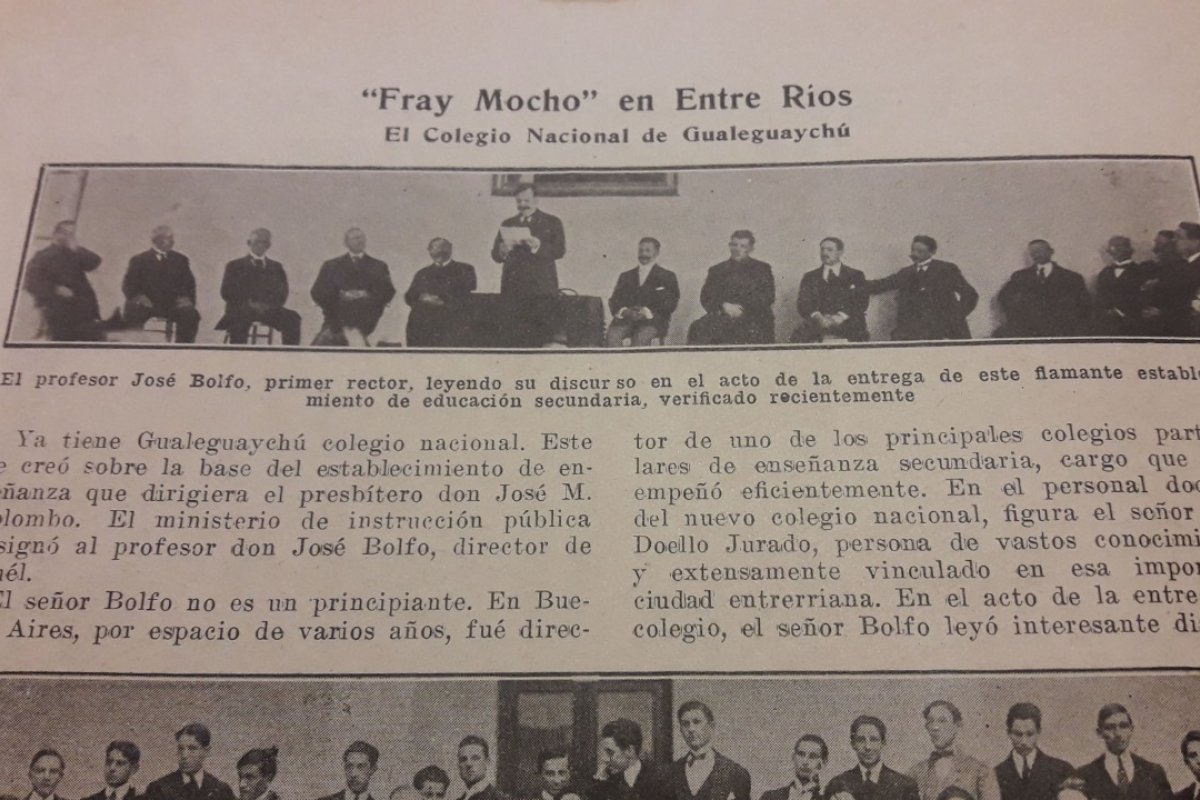 "Fray Mocho" en Entre Ríos
El Colegio Nacional de Gualeguaychú
El profesor José Bolfo, primer rector, leyendo su discurso en el acto de la entrega de este flamante estable
miento de educación secundaria, verificado recientemente
Ya tiene Gualeguaychú colegio nacional. Este
e creó sobre la base del establecimiento de en-
ñanza que dirigiera el presbítero don José M.
olombo. El ministerio de instrucción pública
signó al profesor don José Bolfo, director de
él.
El señor Bolfo no es un principiante. En Bue-
Aires, por espacio de varios años, fué direc-
tor de uno de los principales colegios part
lares de enseñanza secundaria, cargo que
empeñó eficientemente. En el personal doc
del nuevo colegio nacional, figura el señor
Doello Jurado, persona de vastos conocimi
y extensamente vinculado en esa impor
ciudad entrerriana. En el acto de la entre
colegio, el señor Bolfo leyó interesante di